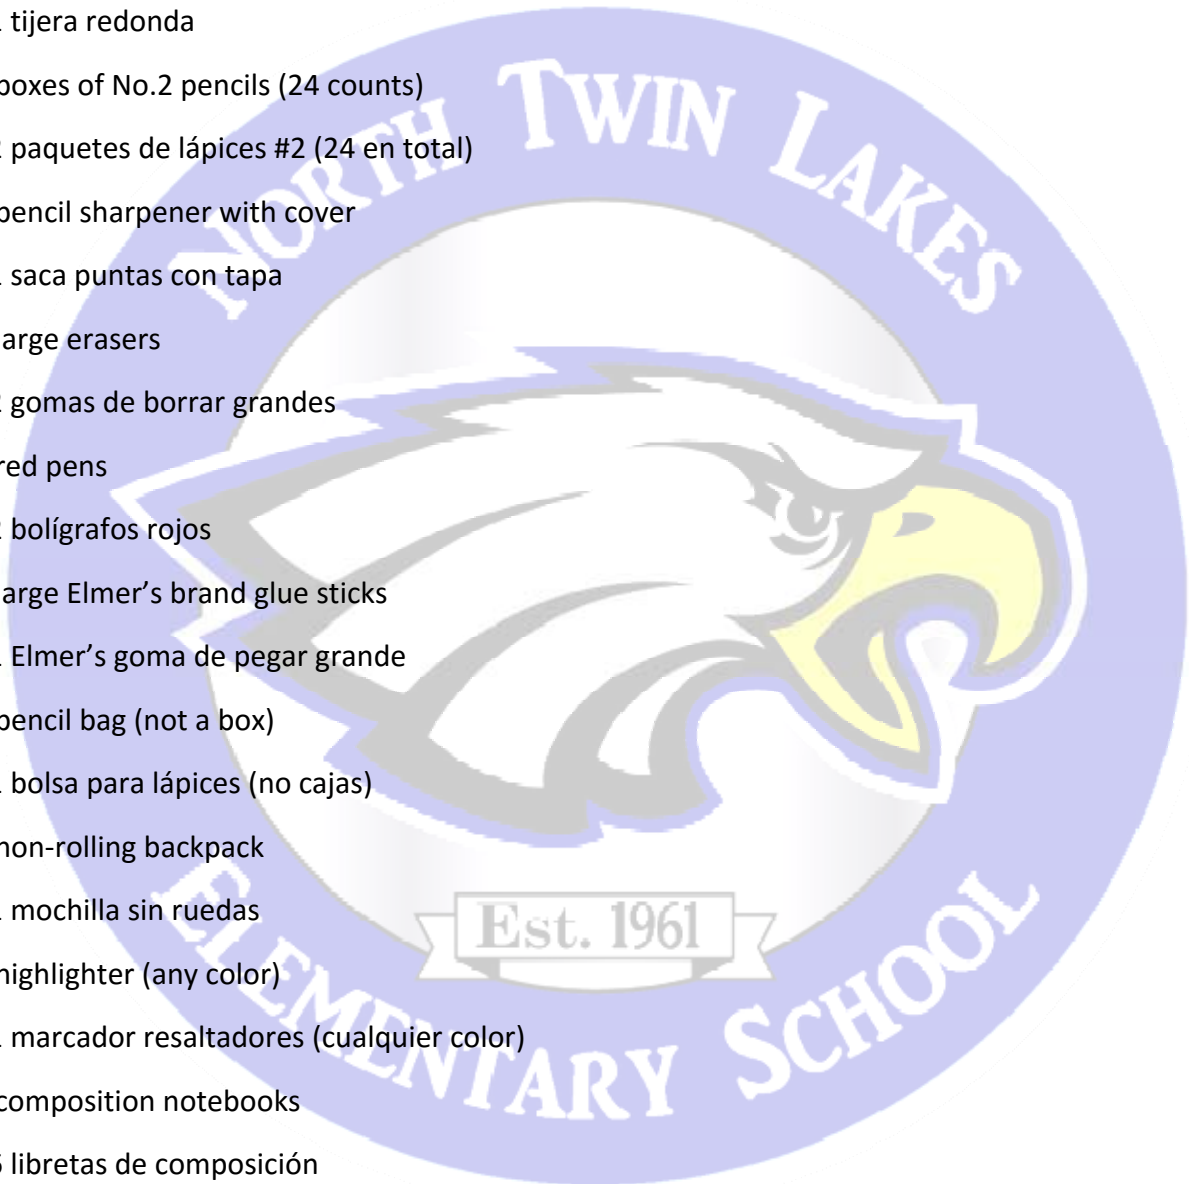 tijera redonda
boxes of No.2 pencils (24 counts)
paquetes de lápices #2 (24 en total)
pencil sharpener with cover
saca puntas con tapa
arge erasers
gomas de borrar grandes
red pens
bolígrafos rojos
arge Elmer’s brand glue sticks
Elmer’s goma de pegar grande
pencil bag (not a box)
bolsa para lápices (no cajas)
non-rolling backpack
mochilla sin ruedas
highlighter (any color)
marcador resaltadores (cualquier color)
composition notebooks
libretas de composición
NORTH TWIN LAKES
Est. 1961
ELEMENTARY SCHOOL